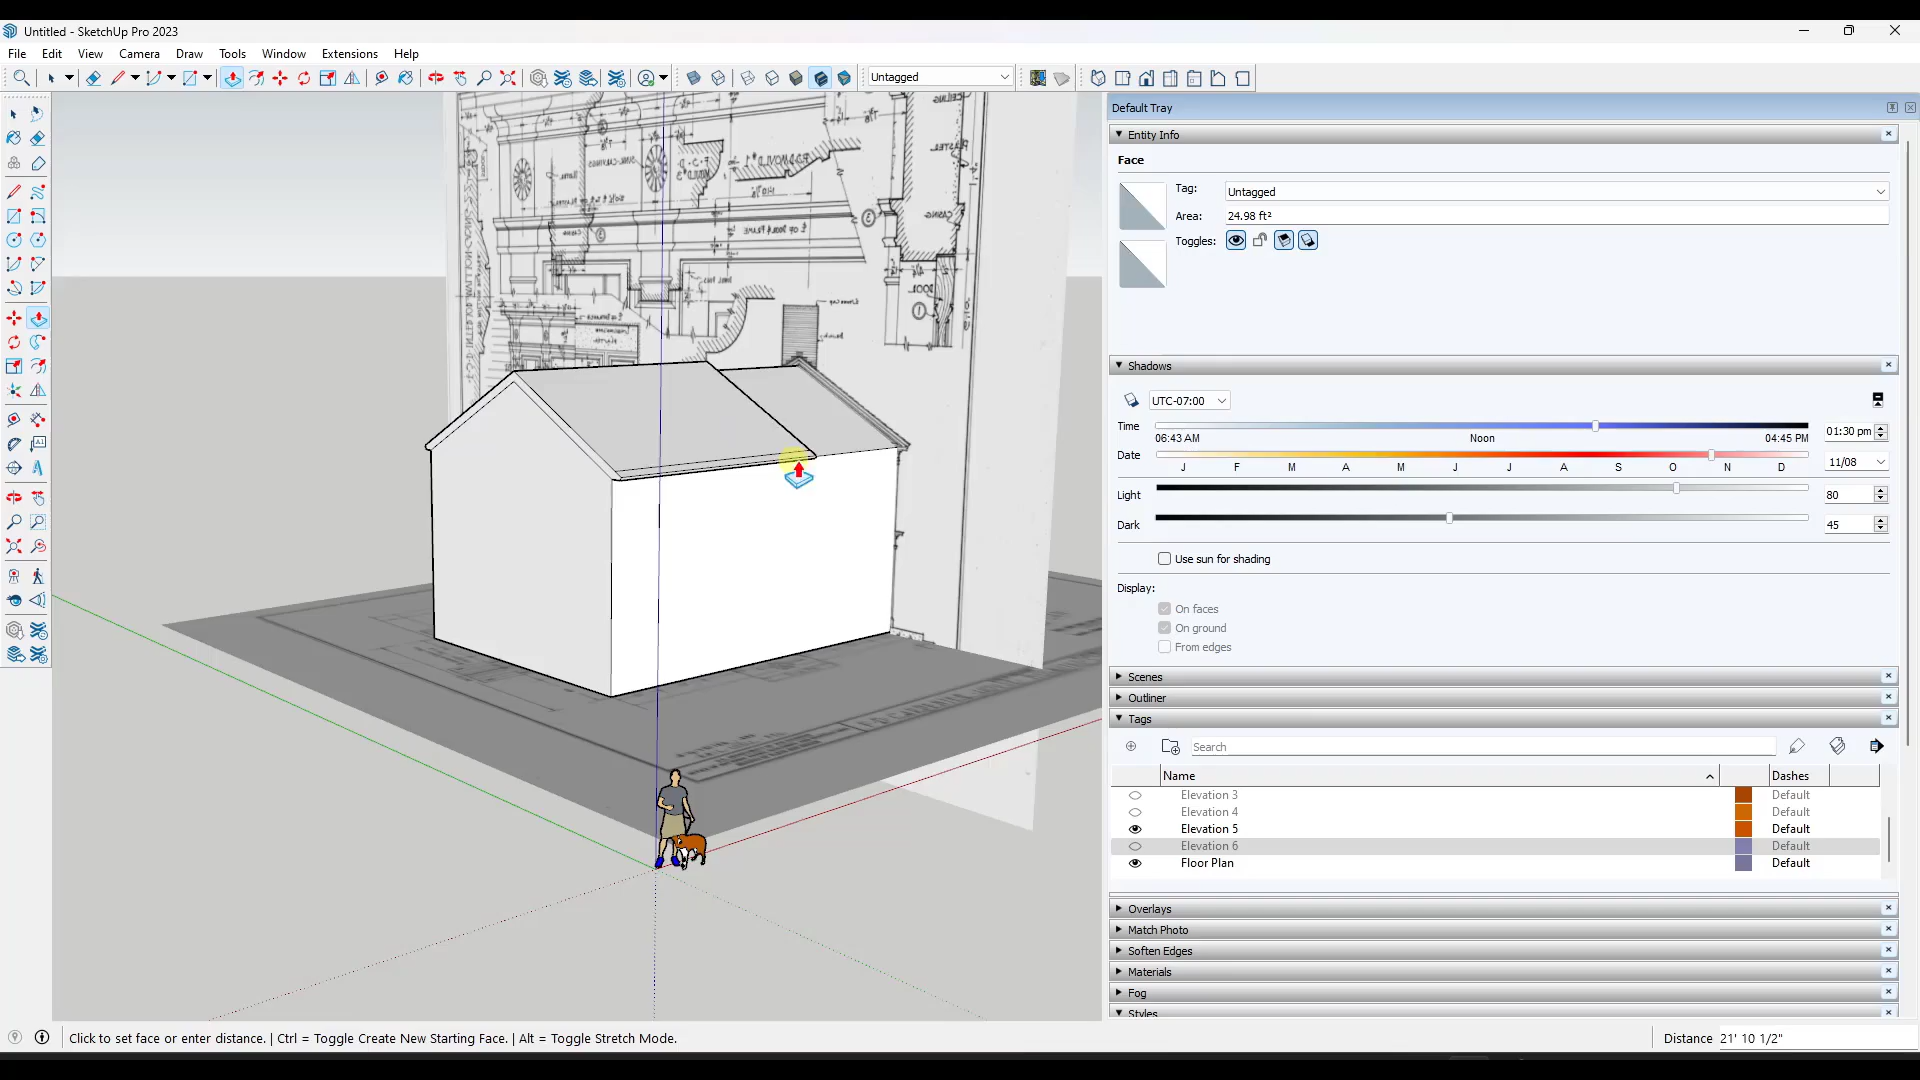 Untitled - SketchUp Pro 2023
File Edit View Camera Draw Tools Window Extensions Help
Untagged
Default Tray
Entity Info
Face
Tag: Untagged
Area: 24.98 ft²
Toggles:
Shadows
UTC-07:00
Time 01:30 pm
06:43 AM Noon 04:45 PM
Date 11/08
J F M A M J J A S O N D
Light 80
Dark 45
Use sun for shading
Display:
On faces
On ground
From edges
Scenes
Outliner
Tags
Search
Name Dashes
Elevation 3 Default
Elevation 4 Default
Elevation 5 Default
Elevation 6 Default
Floor Plan Default
Overlays
Match Photo
Soften Edges
Materials
Fog
Styles
Click to set face or enter distance. | Ctrl = Toggle Create New Starting Face. | Alt = Toggle Stretch Mode.
Distance 21' 10 1/2"